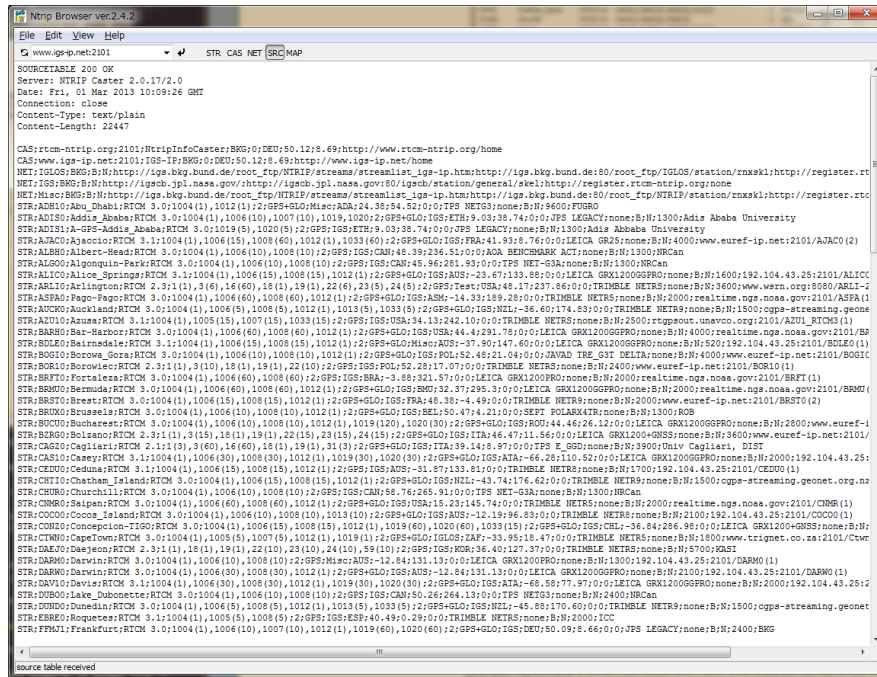 Ntrip Browser ver.2.4.2
File Edit View Help
www.igs-ip.net:2101 STR CAS NET SRC MAP
SOURCETABLE 200 OK
Server: NTRIP Caster 2.0.17/2.0
Date: Fri, 01 Mar 2013 10:09:26 GMT
Connection: close
Content-Type: text/plain
Content-Length: 22447
CAS;rtcm-ntrip.org;2101;NtripInfoCaster;BKG;0;DEU;50.12;8.69;http://www.rtcm-ntrip.org/home
CAS;www.igs-ip.net;2101;IGS-IP;BKG;0;DEU;50.12;8.69;http://www.igs-ip.net/home
NET;IGLOS;BKG;B;N;http://igs.bkg.bund.de/root_ftp/NTRIP/streams/streamlist_igs-ip.htm;http://igs.bkg.bund.de:80/root_ftp/IGLOS/station/rnxskl;http://register.rt
NET;IGS;BKG;B;N;http://igscb.jpl.nasa.gov/;http://igscb.jpl.nasa.gov:80/igscb/station/general/skel;http://register.rtcm-ntrip.org;none
NET;Misc;BKG;B;N;http://igs.bkg.bund.de/root_ftp/NTRIP/streams/streamlist_igs-ip.htm;http://igs.bkg.bund.de:80/root_ftp/NTRIP/station/rnxskl;http://register.rtc
STR;ADH10;Abu_Dhabi;RTCM 3.0;1004(1),1012(1);2;GPS+GLO;Misc;ADA;24.38;54.52;0;0;TPS NETG3;none;B;N;9600;FUGRO
STR;ADIS0;Addis_Ababa;RTCM 3.0;1004(1),1006(10),1007(10),1019,1020;2;GPS+GLO;IGS;ETH;9.03;38.74;0;0;JPS LEGACY;none;B;N;1300;Adis Ababa University
STR;ADIS1;A-GPS-Addis_Ababa;RTCM 3.0;1019(5),1020(5);2;GPS;IGS;ETH;9.03;38.74;0;0;JPS LEGACY;none;B;N;1300;Adis Abbaba University
STR;AJAC0;Ajaccio;RTCM 3.1;1004(1),1006(15),1008(60),1012(1),1033(60);2;GPS+GLO;IGS;FRA;41.93;8.76;0;0;LEICA GR25;none;B;N;4000;www.euref-ip.net:2101/AJAC0(2)
STR;ALBH0;Albert-Head;RTCM 3.0;1004(1),1006(10),1008(10);2;GPS;IGS;CAN;48.39;236.51;0;0;AOA BENCHMARK ACT;none;B;N;1300;NRCan
STR;ALGO0;Algonquin-Park;RTCM 3.0;1004(1),1006(10),1008(10);2;GPS;IGS;CAN;45.96;281.93;0;0;TPS NET-G3A;none;B;N;1300;NRCan
STR;ALIC0;Alice_Springs;RTCM 3.1;1004(1),1006(15),1008(15),1012(1);2;GPS+GLO;IGS;AUS;-23.67;133.88;0;0;LEICA GRX1200GGPRO;none;B;N;1600;192.104.43.25:2101/ALIC0
STR;ARLI0;Arlington;RTCM 2.3;1(1),3(6),16(60),18(1),19(1),22(6),23(5),24(5);2;GPS;Test;USA;48.17;237.86;0;0;TRIMBLE NETRS;none;B;N;3600;www.wsrn.org:8080/ARLI-2
STR;ASPA0;Pago-Pago;RTCM 3.0;1004(1),1006(60),1008(60),1012(1);2;GPS+GLO;IGS;ASM;-14.33;189.28;0;0;TRIMBLE NETR5;none;B;N;2000;realtime.ngs.noaa.gov:2101/ASPA(1
STR;AUCK0;Auckland;RTCM 3.0;1004(1),1006(5),1008(5),1012(1),1013(5),1033(5);2;GPS+GLO;IGS;NZL;-36.60;174.83;0;0;TRIMBLE NETR9;none;B;N;1500;cgps-streaming.geone
STR;AZU10;Azusa;RTCM 3.1;1004(1),1005(15),1007(15),1033(15);2;GPS;IGS;USA;34.13;242.10;0;0;TRIMBLE NETRS;none;B;N;2500;rtgpsout.unavco.org:2101/AZU1_RTCM3(1)
STR;BARH0;Bar-Harbor;RTCM 3.0;1004(1),1006(60),1008(60),1012(1);2;GPS+GLO;IGS;USA;44.4;291.78;0;0;LEICA GRX1200GGPRO;none;B;N;4000;realtime.ngs.noaa.gov:2101/BA
STR;BDLE0;Bairnsdale;RTCM 3.1;1004(1),1006(15),1008(15),1012(1);2;GPS+GLO;Misc;AUS;-37.90;147.60;0;0;LEICA GRX1200GGPRO;none;B;N;520;192.104.43.25:2101/BDLE0(1)
STR;BOGI0;Borowa_Gora;RTCM 3.0;1004(1),1006(10),1008(10),1012(1);2;GPS+GLO;IGS;POL;52.48;21.04;0;0;JAVAD TRE_G3T DELTA;none;B;N;4000;www.euref-ip.net:2101/BOGI0
STR;BOR10;Borowiec;RTCM 2.3;1(1),3(10),18(1),19(1),22(10);2;GPS;IGS;POL;52.28;17.07;0;0;TRIMBLE NETRS;none;B;N;2400;www.euref-ip.net:2101/BOR10(1)
STR;BRFT0;Fortaleza;RTCM 3.0;1004(1),1006(60),1008(60);2;GPS;IGS;BRA;-3.88;321.57;0;0;LEICA GRX1200PRO;none;B;N;2000;realtime.ngs.noaa.gov:2101/BRFT(1)
STR;BRMU0;Bermuda;RTCM 3.0;1004(1),1006(60),1008(60),1012(1);2;GPS+GLO;IGS;BMU;32.37;295.3;0;0;LEICA GRX1200GGPRO;none;B;N;2000;realtime.ngs.noaa.gov:2101/BRMU(
STR;BRST0;Brest;RTCM 3.0;1004(1),1006(15),1008(15),1012(1);2;GPS+GLO;IGS;FRA;48.38;-4.49;0;0;TRIMBLE NETR9;none;B;N;2000;www.euref-ip.net:2101/BRST0(2)
STR;BRUX0;Brussels;RTCM 3.0;1004(1),1006(10),1008(10),1012(1);2;GPS+GLO;IGS;BEL;50.47;4.21;0;0;SEPT POLARX4TR;none;B;N;1300;ROB
STR;BUCU0;Bucharest;RTCM 3.0;1004(1),1006(10),1008(10),1012(1),1019(120),1020(30);2;GPS+GLO;IGS;ROU;44.46;26.12;0;0;LEICA GRX1200GGPRO;none;B;N;2800;www.euref-i
STR;BZRG0;Bolzano;RTCM 2.3;1(1),3(15),18(1),19(1),22(15),23(15),24(15);2;GPS+GLO;IGS;ITA;46.47;11.56;0;0;LEICA GRX1200+GNSS;none;B;N;3600;www.euref-ip.net:2101/
STR;CAGZ0;Cagliari;RTCM 2.1;1(3),3(60),16(60),18(1),19(1),31(3);2;GPS+GLO;IGS;ITA;39.14;8.97;0;0;TPS E_GGD;none;B;N;3900;Univ Cagliari, DIST
STR;CAS10;Casey;RTCM 3.1;1004(1),1006(30),1008(30),1012(1),1019(30),1020(30);2;GPS+GLO;IGS;ATA;-66.28;110.52;0;0;LEICA GRX1200GGPRO;none;B;N;2000;192.104.43.25:
STR;CEDU0;Ceduna;RTCM 3.1;1004(1),1006(15),1008(15),1012(1);2;GPS+GLO;IGS;AUS;-31.87;133.81;0;0;TRIMBLE NETR8;none;B;N;1700;192.104.43.25:2101/CEDU0(1)
STR;CHTI0;Chatham_Island;RTCM 3.1;1004(1),1006(15),1008(15),1012(1);2;GPS+GLO;IGS;NZL;-43.74;176.62;0;0;TRIMBLE NETR9;none;B;N;1500;cgps-streaming.geonet.org.nz
STR;CHUR0;Churchill;RTCM 3.0;1004(1),1006(10),1008(10);2;GPS;IGS;CAN;58.76;265.91;0;0;TPS NET-G3A;none;B;N;1300;NRCan
STR;CNMR0;Saipan;RTCM 3.0;1004(1),1006(60),1008(60),1012(1);2;GPS+GLO;IGS;USA;15.23;145.74;0;0;TRIMBLE NETR5;none;B;N;2000;realtime.ngs.noaa.gov:2101/CNMR(1)
STR;COCO0;Cocos_Island;RTCM 3.0;1004(1),1006(10),1008(10),1013(10);2;GPS+GLO;IGS;AUS;-12.19;96.83;0;0;TRIMBLE NETR8;none;B;N;2100;192.104.43.25:2101/COCO0(1)
STR;CONZ0;Concepcion-TIGO;RTCM 3.0;1004(1),1006(15),1008(15),1012(1),1019(60),1020(60),1033(15);2;GPS+GLO;IGS;CHL;-36.84;286.98;0;0;LEICA GRX1200+GNSS;none;B;N;
STR;CTWN0;CapeTown;RTCM 3.0;1004(1),1005(5),1007(5),1012(1),1019(1);2;GPS+GLO;IGLOS;ZAF;-33.95;18.47;0;0;TRIMBLE NETR5;none;B;N;1800;www.trignet.co.za:2101/Ctwn
STR;DAEJ0;Daejeon;RTCM 2.3;1(1),18(1),19(1),22(10),23(10),24(10),59(10);2;GPS;IGS;KOR;36.40;127.37;0;0;TRIMBLE NETRS;none;B;N;5700;KASI
STR;DARM0;Darwin;RTCM 3.0;1004(1),1006(10),1008(10);2;GPS;Misc;AUS;-12.84;131.13;0;0;LEICA GRX1200GGPRO;none;B;N;1300;192.104.43.25:2101/DARM0(1)
STR;DARW0;Darwin;RTCM 3.0;1004(1),1006(30),1008(30),1012(1);2;GPS+GLO;IGS;AUS;-12.84;131.13;0;0;LEICA GRX1200GGPRO;none;B;N;2100;192.104.43.25:2101/DARW0(1)
STR;DAV10;Davis;RTCM 3.1;1004(1),1006(30),1008(30),1012(1),1019(30),1020(30);2;GPS+GLO;IGS;ATA;-68.58;77.97;0;0;LEICA GRX1200GGPRO;none;B;N;2000;192.104.43.25:2
STR;DUBO0;Lake_Dubonette;RTCM 3.0;1004(1),1006(10),1008(10);2;GPS;IGS;CAN;50.26;264.13;0;0;TPS NETG3;none;B;N;2400;NRCan
STR;DUND0;Dunedin;RTCM 3.0;1004(1),1006(5),1008(5),1012(1),1013(5),1033(5);2;GPS+GLO;IGS;NZL;-45.88;170.60;0;0;TRIMBLE NETR9;none;B;N;1500;cgps-streaming.geonet
STR;EBRE0;Roquetes;RTCM 3.1;1004(1),1005(5),1008(5);2;GPS;IGS;ESP;40.49;0.29;0;0;TRIMBLE NETRS;none;B;N;2000;ICC
STR;FFMJ1;Frankfurt;RTCM 3.0;1004(1),1006(10),1007(10),1012(1),1019(60),1020(60);2;GPS+GLO;IGS;DEU;50.09;8.66;0;0;JPS LEGACY;none;B;N;2400;BKG
source table received